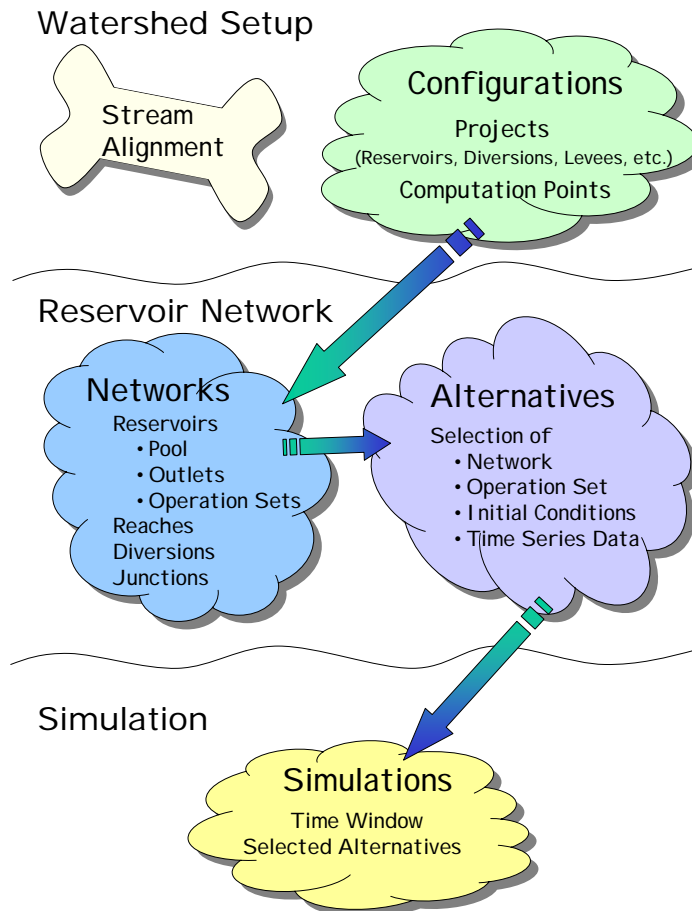 Watershed Setup
Stream
Alignment
Configurations
Projects
(Reservoirs, Diversions, Levees, etc.)
Computation Points
Reservoir Network
Networks
Reservoirs
• Pool
• Outlets
• Operation Sets
Reaches
Diversions
Junctions
Alternatives
Selection of
• Network
• Operation Set
• Initial Conditions
• Time Series Data
Simulation
Simulations
Time Window
Selected Alternatives